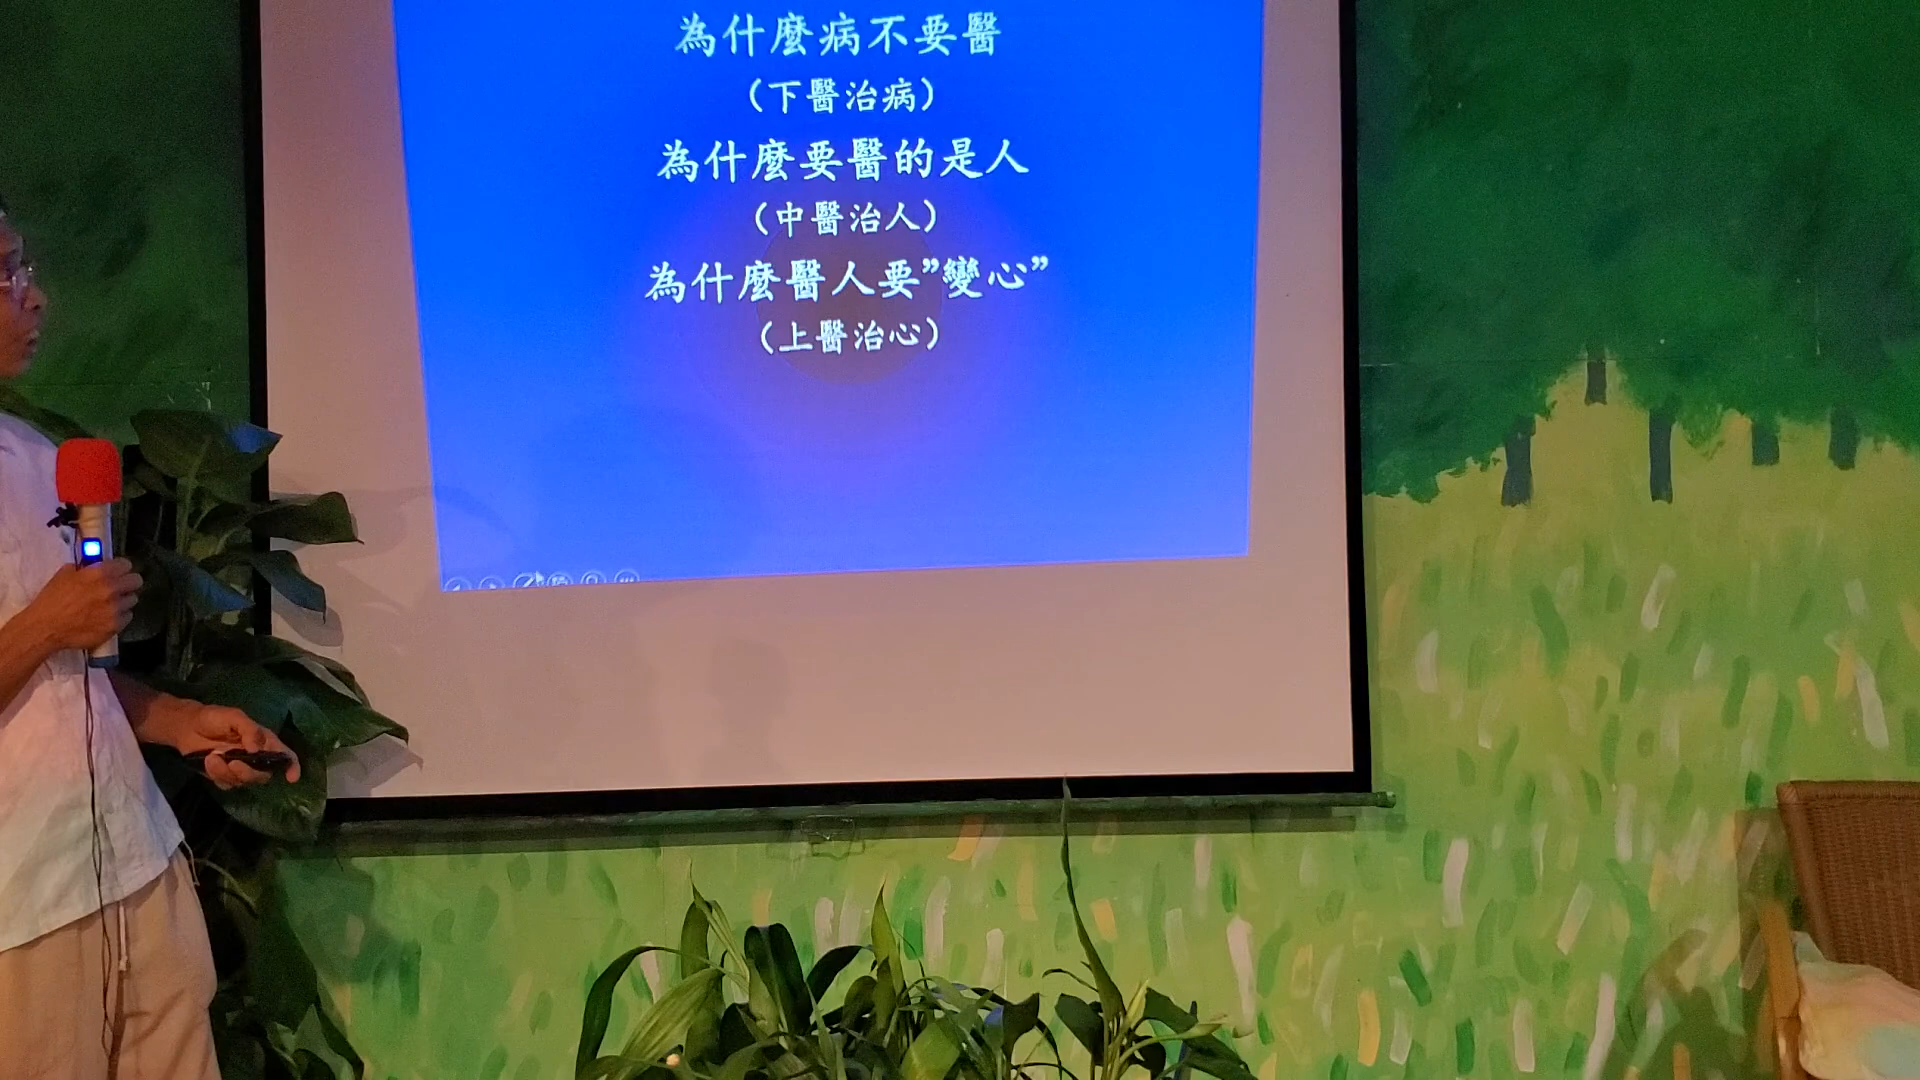 為什麼病不要醫
(下醫治病)
為什麼要醫的是人
(中醫治人)
為什麼醫人要”變心”
(上醫治心)